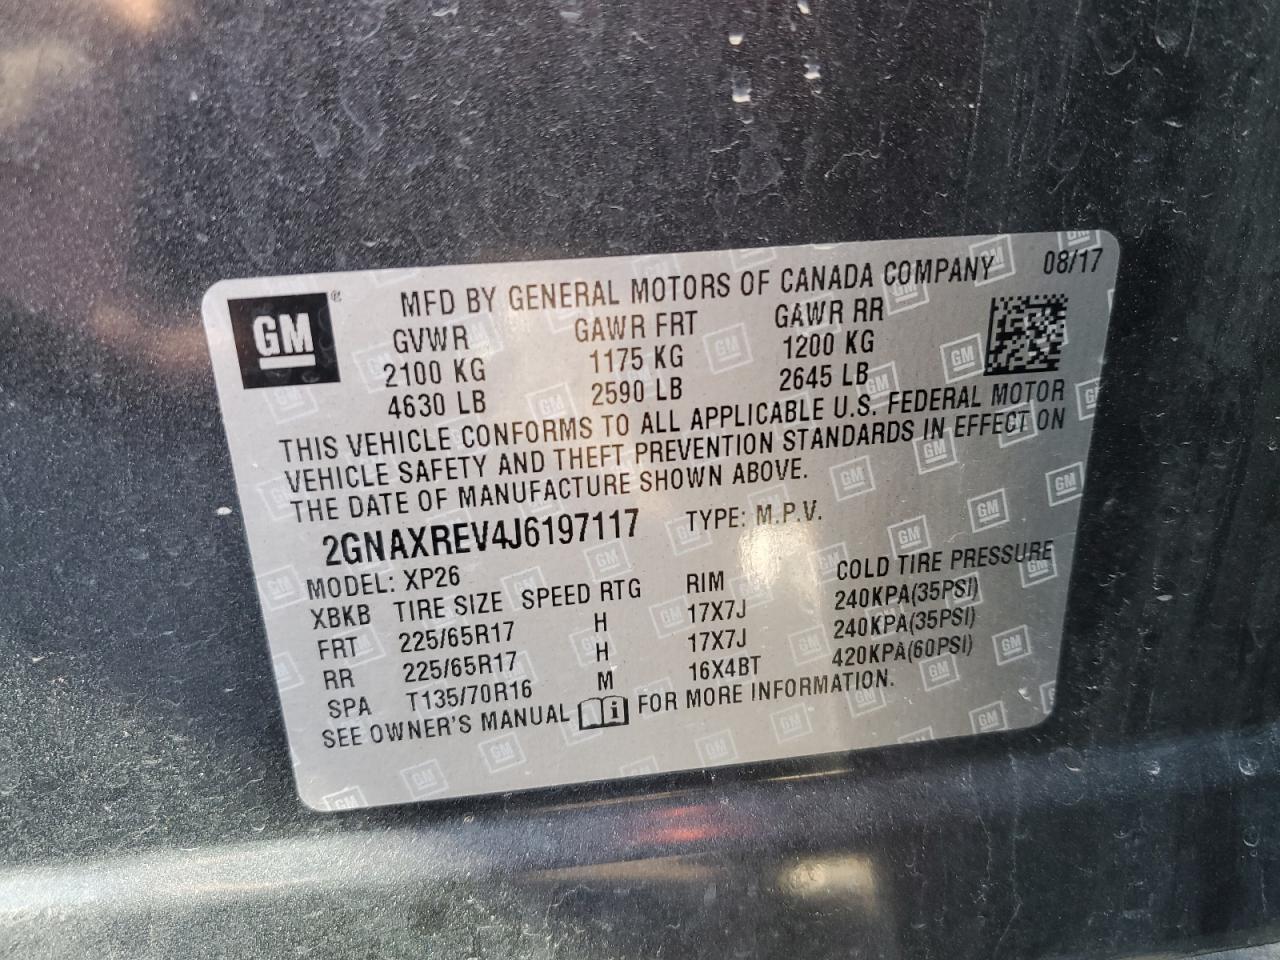 GM
MFD BY GENERAL MOTORS OF CANADA COMPANY 08/17
GVWR GAWR FRT GAWR RR
2100 KG 1175 KG 1200 KG
4630 LB 2590 LB 2645 LB
THIS VEHICLE CONFORMS TO ALL APPLICABLE U.S. FEDERAL MOTOR
VEHICLE SAFETY AND THEFT PREVENTION STANDARDS IN EFFECT ON
THE DATE OF MANUFACTURE SHOWN ABOVE.
2GNAXREV4J6197117 TYPE: M.P.V.
MODEL: XP26
XBKB TIRE SIZE SPEED RTG RIM COLD TIRE PRESSURE
FRT 225/65R17 H 17X7J 240KPA(35PSI)
RR 225/65R17 H 17X7J 240KPA(35PSI)
SPA T135/70R16 M 16X4BT 420KPA(60PSI)
SEE OWNER'S MANUAL i FOR MORE INFORMATION.